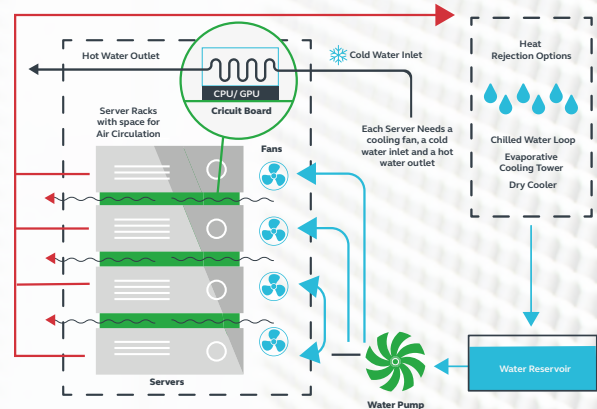 Hot Water Outlet
Cold Water Inlet
Heat
Rejection Options
CPU/ GPU
Cricuit Board
Server Racks
with space for
Air Circulation
Fans
Each Server Needs a
cooling fan, a cold
water inlet and a hot
water outlet
Chilled Water Loop
Evaporative
Cooling Tower
Dry Cooler
Servers
Water Pump
Water Reservoir